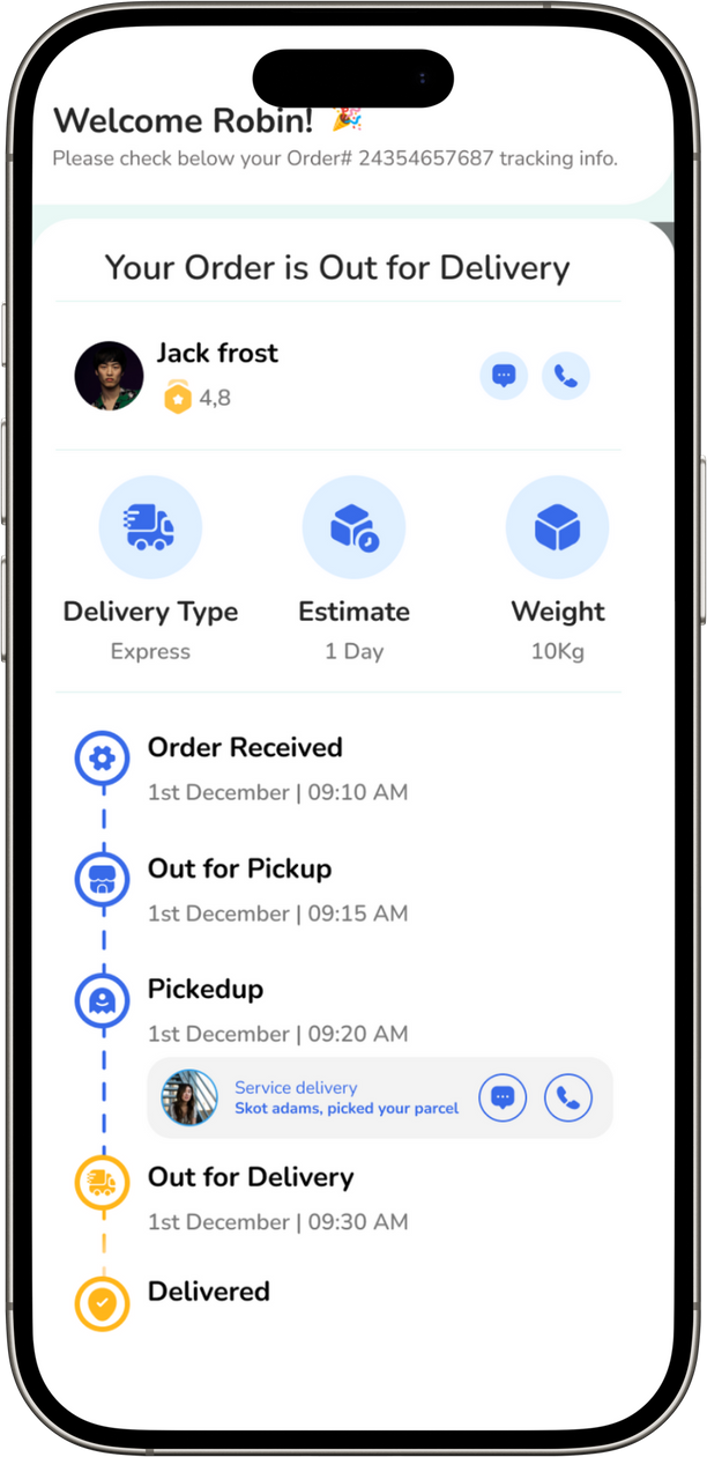 Welcome Robin! 🎉
Please check below your Order# 24354657687 tracking info.
Your Order is Out for Delivery
Jack frost
4,8
Delivery Type
Estimate
Weight
Express
1 Day
10Kg
Order Received
1st December | 09:10 AM
Out for Pickup
1st December | 09:15 AM
Pickedup
1st December | 09:20 AM
Service delivery
Skot adams, picked your parcel
Out for Delivery
1st December | 09:30 AM
Delivered